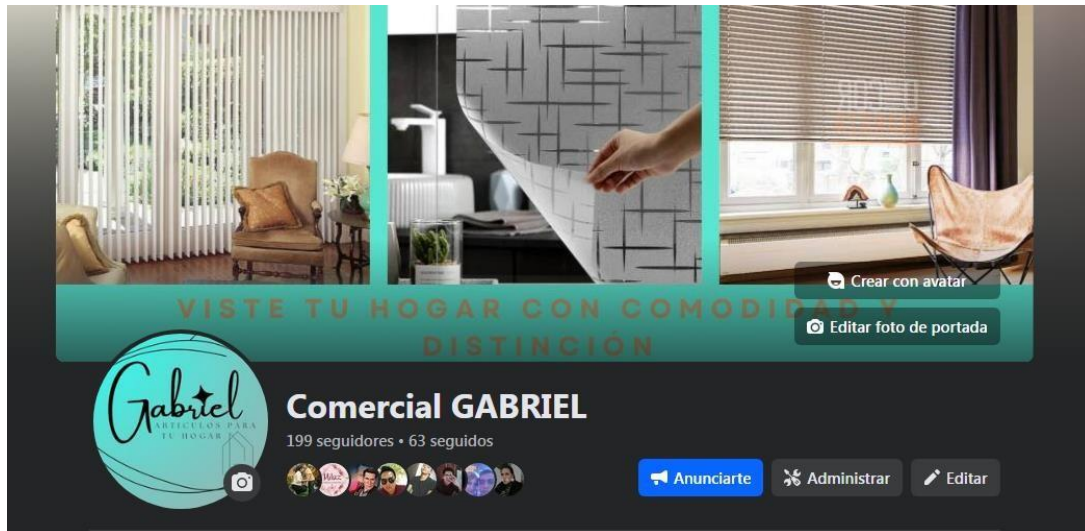 Crear con avatar
VISTE TU HOGAR CON COMODIDAD Y
DISTINCIÓN
Editar foto de portada
Gabriel
ARTICULOS PARA
TU HOGAR
Comercial GABRIEL
199 seguidores • 63 seguidos
Anunciarte
Administrar
Editar